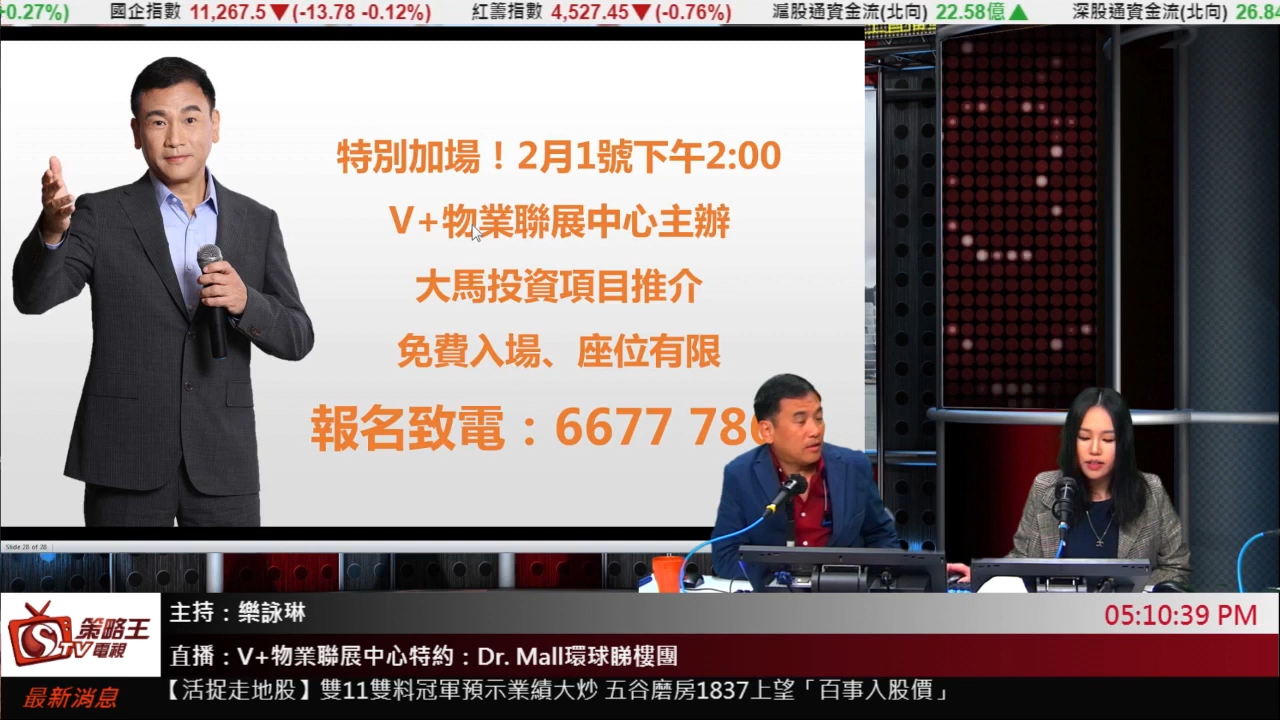 +0.27%) 國企指數 11,267.5▼(-13.78 -0.12%) 紅籌指數 4,527.45▼(-0.76%) 滬股通資金流(北向) 22.58億▲ 深股通資金流(北向) 26.84
特別加場！2月1號下午2:00
V+物業聯展中心主辦
大馬投資項目推介
免費入場、座位有限
報名致電：6677 786
Slide 28 of 28
主持：樂詠琳
05:10:39 PM
策略王
STV電視
直播：V+物業聯展中心特約：Dr. Mall環球睇樓團
最新消息
【活捉走地股】雙11雙料冠軍預示業績大炒 五谷磨房1837上望「百事入股價」